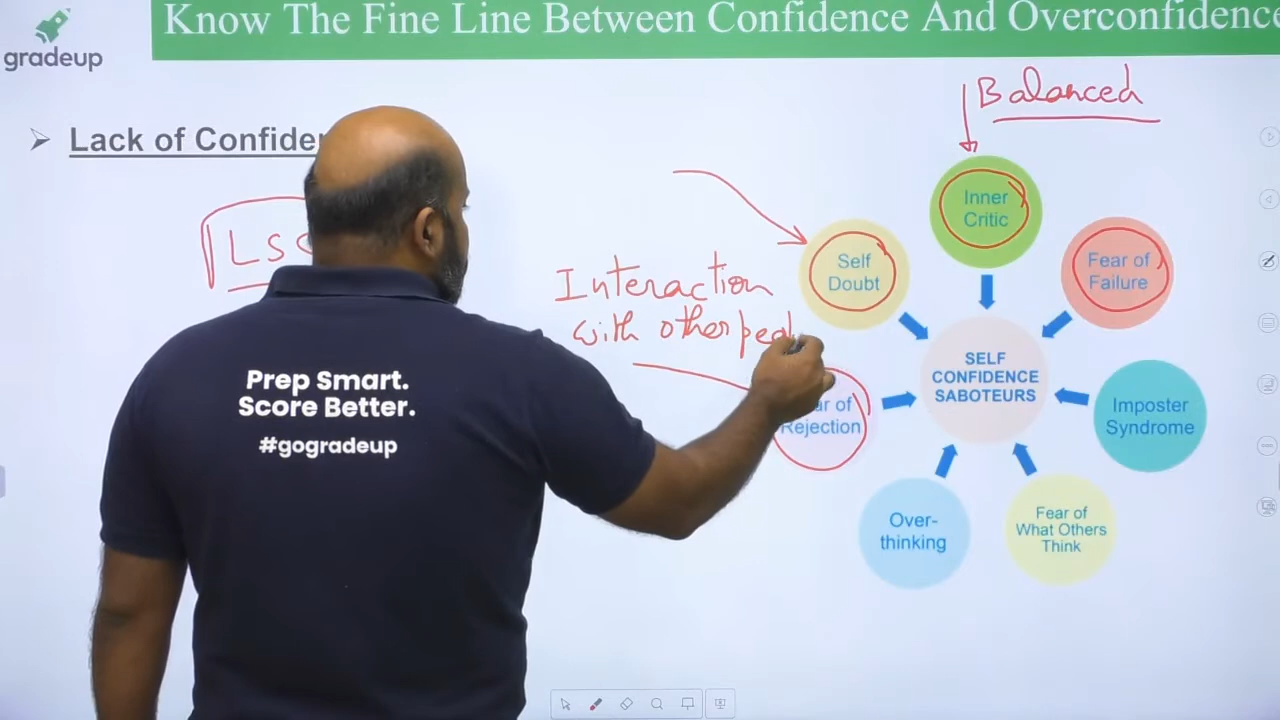 Know The Fine Line Between Confidence And Overconfidence
gradeup
Balanced
Lack of
Inner
Critic
Self
Doubt
Fear of
Failure
Interaction
with other
SELF
CONFIDENCE
SABOTEURS
of
Rejection
Imposter
Syndrome
Over-
thinking
Fear of
What Others
Think
Prep Smart.
Score Better.
#gogradeup